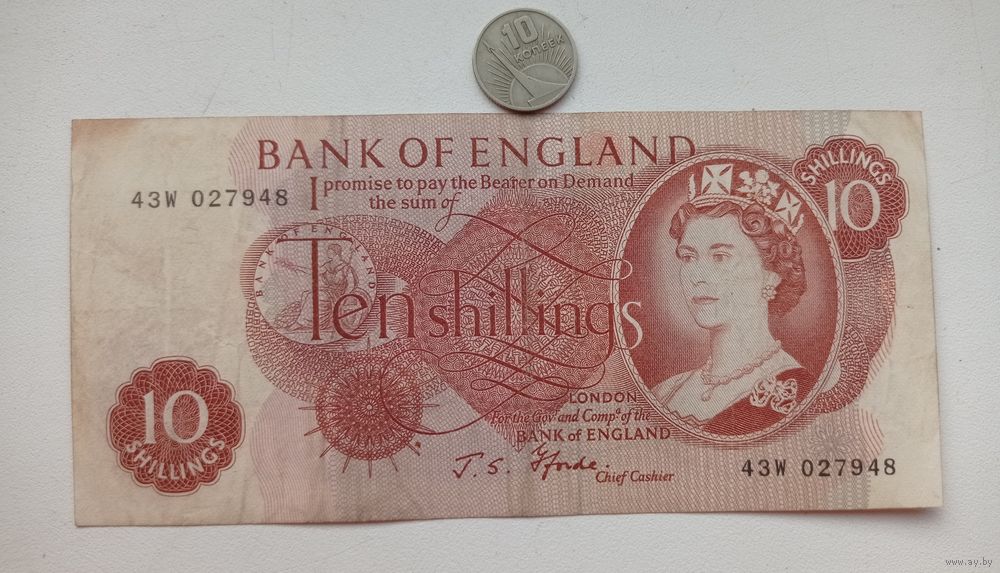 10
КОПЕЕК
BANK OF ENGLAND
SHILLINGS
10
43W 027948
I promise to pay the Bearer on Demand
the sum of
BANK OF ENGLAND
Ten shillings
10
SHILLINGS
LONDON
For the Govr. and Compa. of the
BANK of ENGLAND
J. S. Fforde.
Chief Cashier
43W 027948
www.ay.by